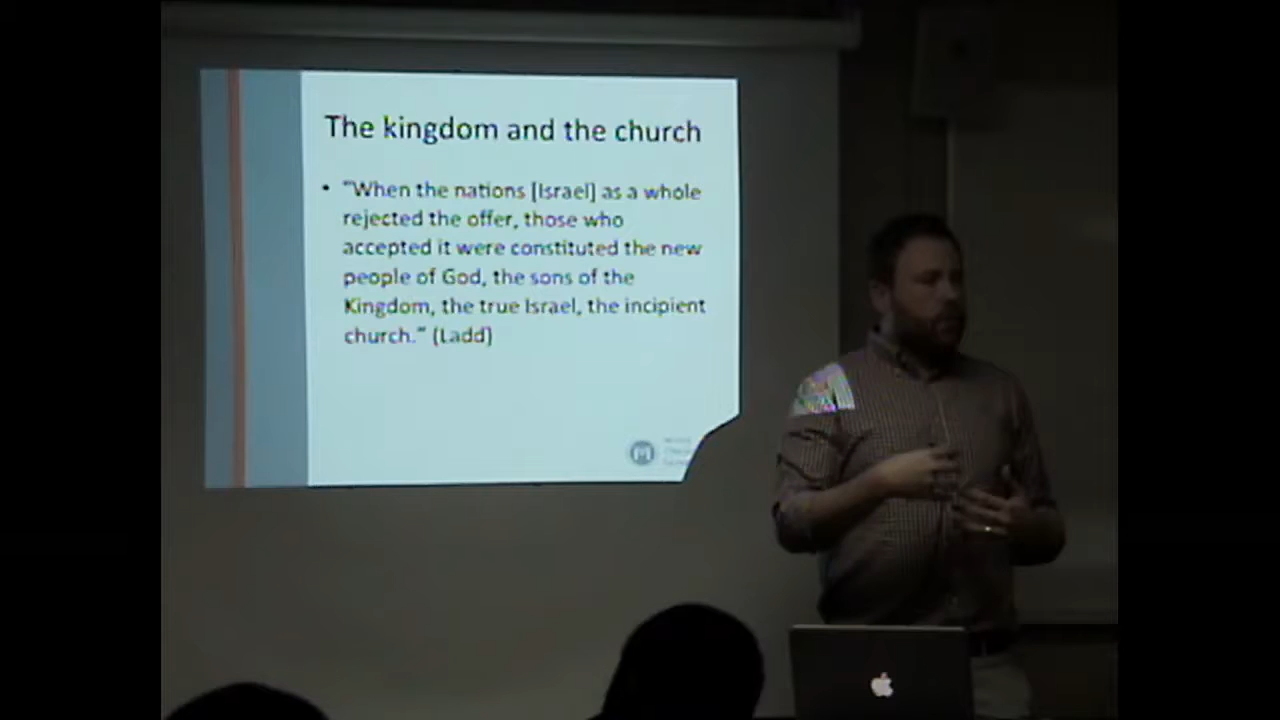 The kingdom and the church
• "When the nations [Israel] as a whole
rejected the offer, those who
accepted it were constituted the new
people of God, the sons of the
Kingdom, the true Israel, the incipient
church." (Ladd)
M